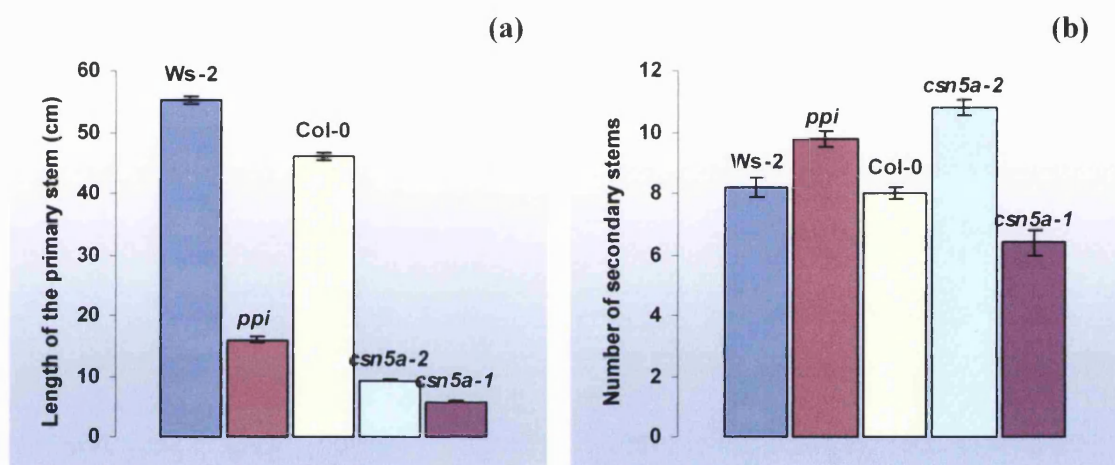 (a)
Length of the primary stem (cm)
60
50
40
30
20
10
0
Ws-2
ppi
Col-0
csn5a-2
csn5a-1
(b)
Number of secondary stems
12
10
8
6
4
2
0
Ws-2
ppi
Col-0
csn5a-2
csn5a-1